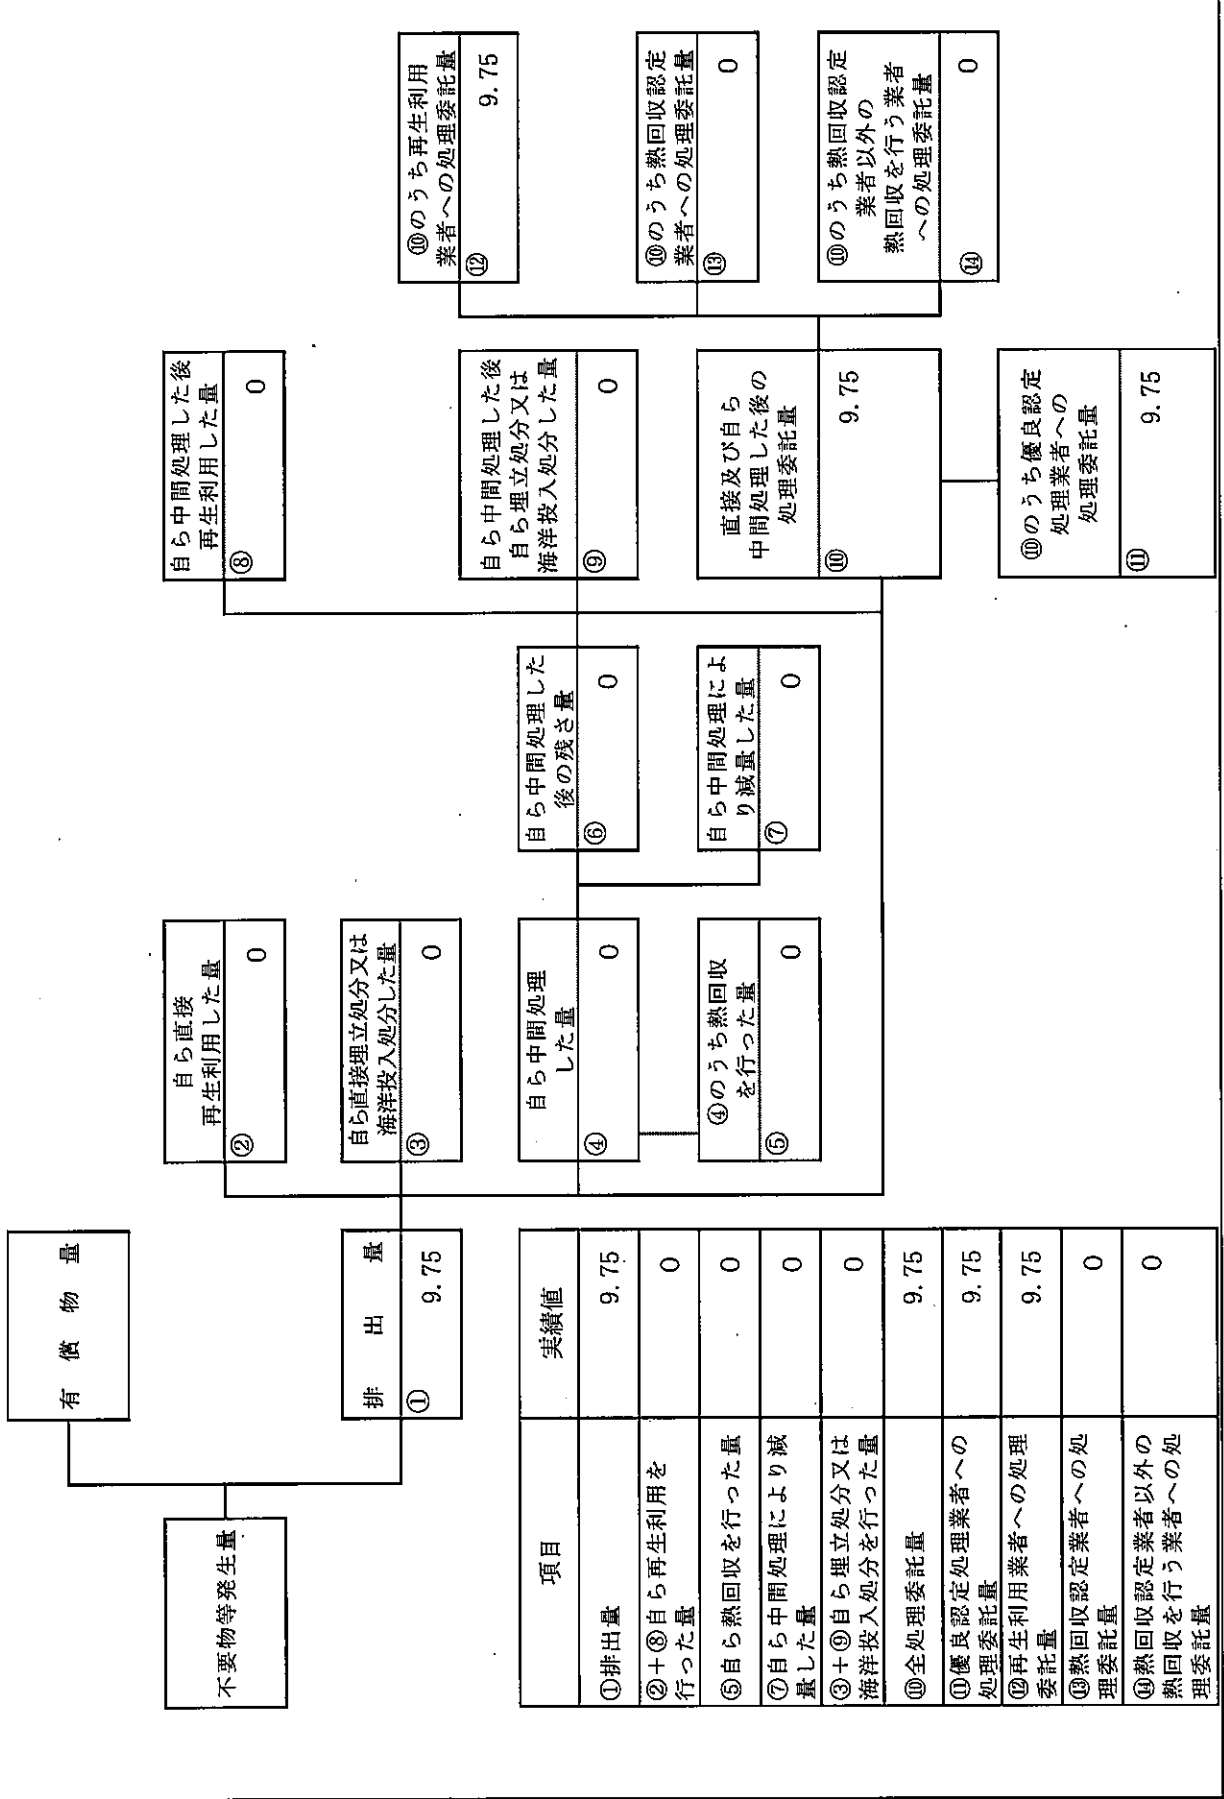 不要物等発生量
有償物量
排出量
① 9.75
自ら直接
再生利用した量
② 0
自ら直接埋立処分又は
海洋投入処分した量
③ 0
自ら中間処理
した量
④ 0
④のうち熱回収
を行った量
⑤ 0
自ら中間処理した
後の残さ量
⑥ 0
自ら中間処理によ
り減量した量
⑦ 0
自ら中間処理した後
再生利用した量
⑧ 0
自ら中間処理した後
自ら埋立処分又は
海洋投入処分した量
⑨ 0
直接及び自ら
中間処理した後の
処理委託量
⑩ 9.75
⑩のうち優良認定
処理業者への
処理委託量
⑪ 9.75
⑩のうち再生利用
業者への処理委託量
⑫ 9.75
⑩のうち熱回収認定
業者への処理委託量
⑬ 0
⑩のうち熱回収認定
業者以外の
熱回収を行う業者
への処理委託量
⑭ 0
項目 実績値
①排出量 9.75
②+⑧自ら再生利用を
行った量 0
⑤自ら熱回収を行った量 0
⑦自ら中間処理により減
量した量 0
③+⑨自ら埋立処分又は
海洋投入処分を行った量 0
⑩全処理委託量 9.75
⑪優良認定処理業者への
処理委託量 9.75
⑫再生利用業者への処理
委託量 9.75
⑬熱回収認定業者への処
理委託量 0
⑭熱回収認定業者以外の
熱回収を行う業者への処
理委託量 0